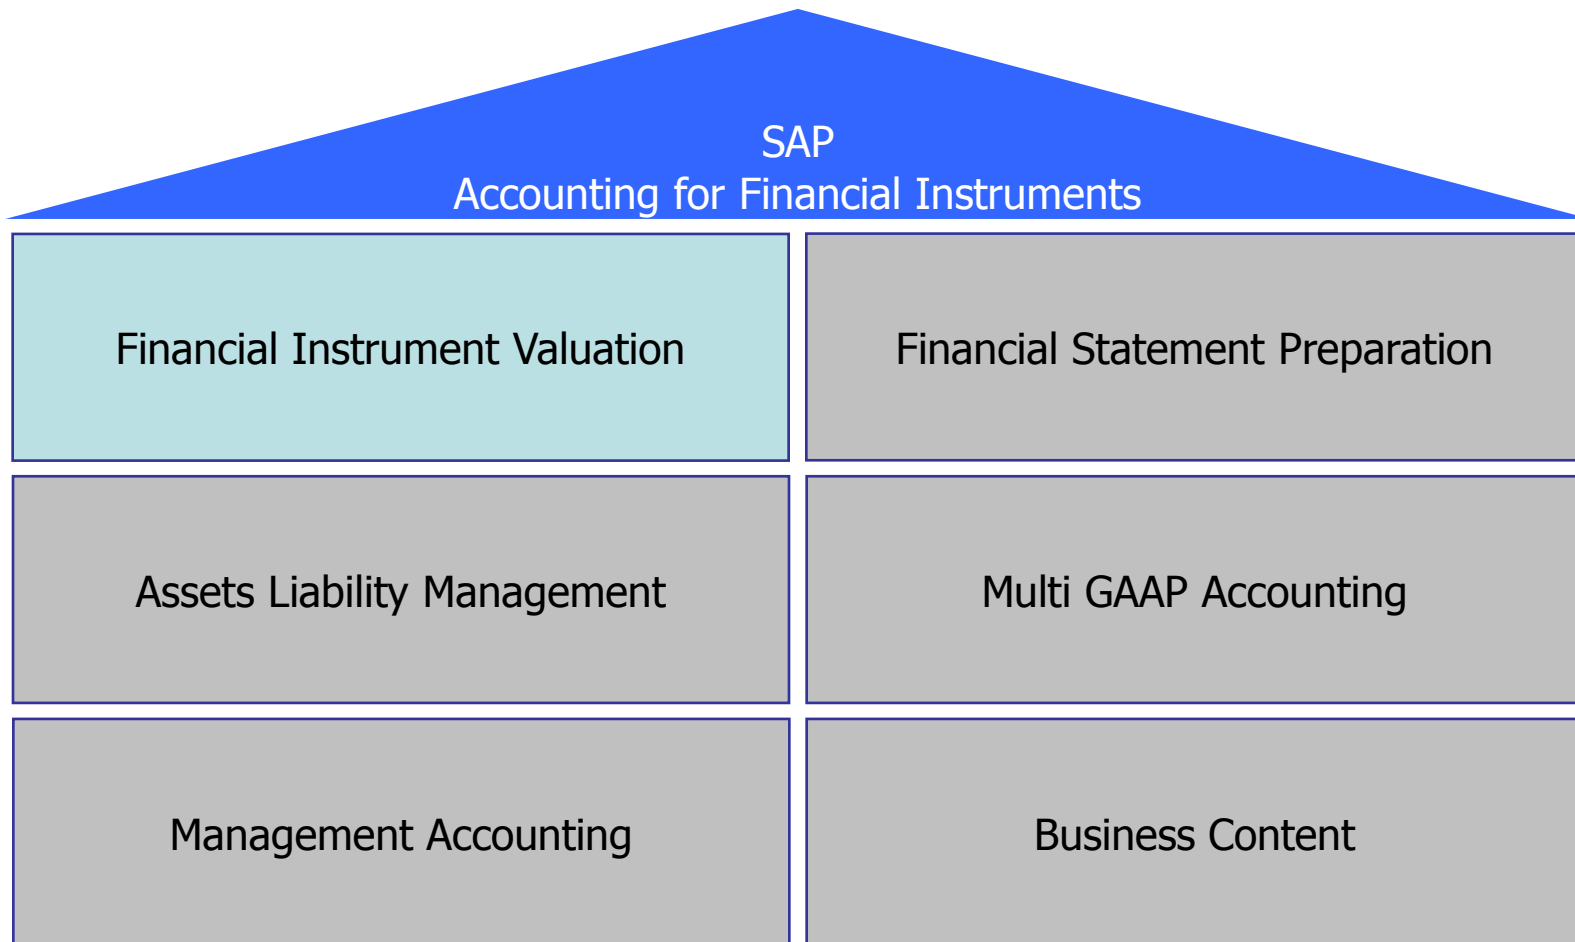 SAP
Accounting for Financial Instruments
Financial Instrument Valuation
Financial Statement Preparation
Assets Liability Management
Multi GAAP Accounting
Management Accounting
Business Content